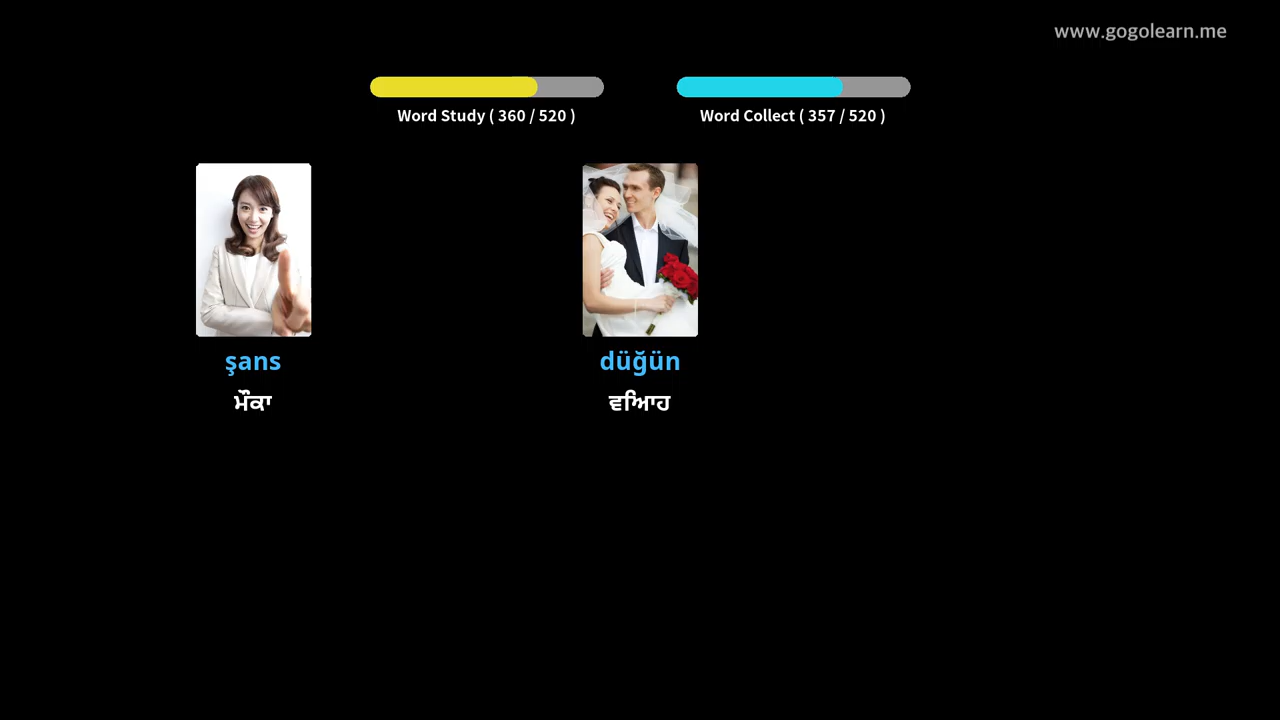 www.gogolearn.me
Word Study ( 360 / 520 )
Word Collect ( 357 / 520 )
şans
düğün
ਮੌਕਾ
ਵਿਆਹ